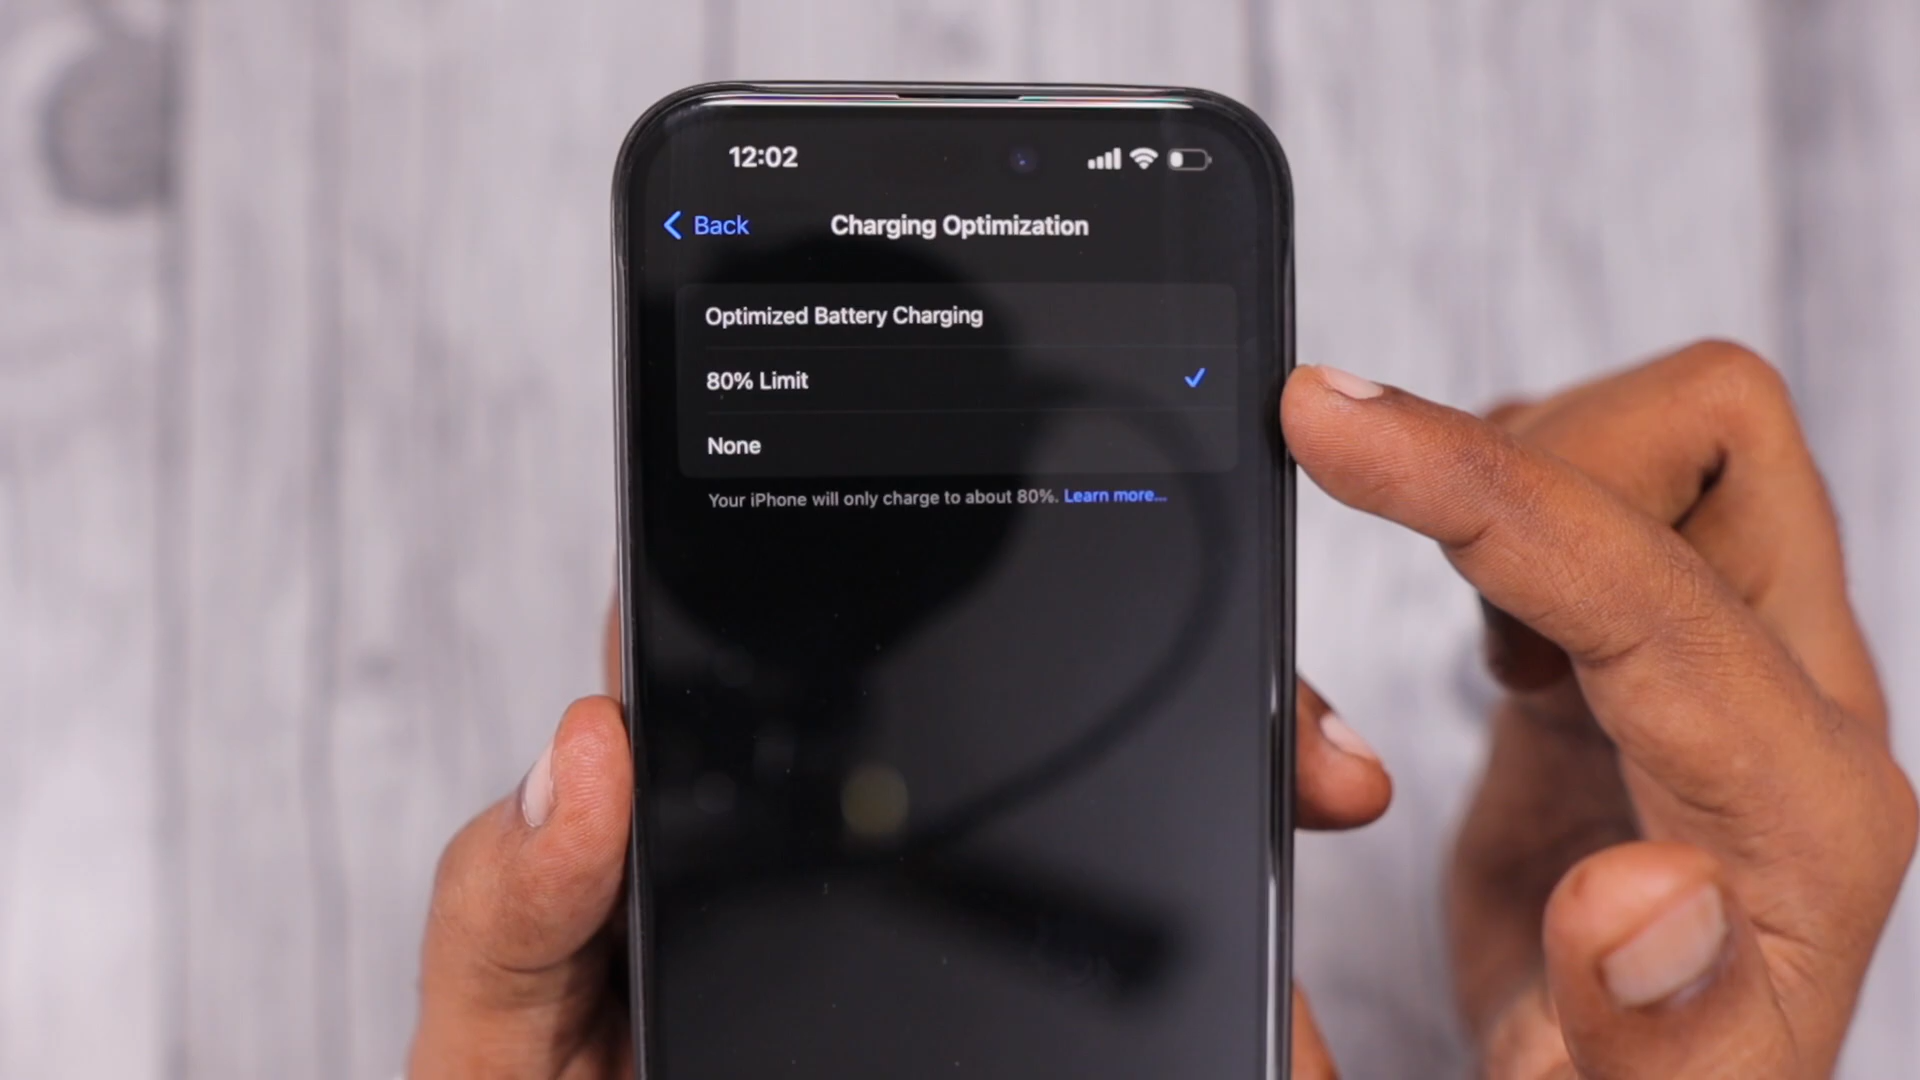 12:02
Back
Charging Optimization
Optimized Battery Charging
80% Limit
None
Your iPhone will only charge to about 80%. Learn more...